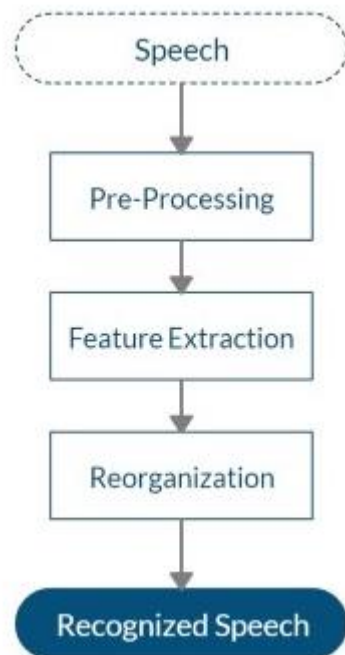 Speech
Pre-Processing
Feature Extraction
Reorganization
Recognized Speech